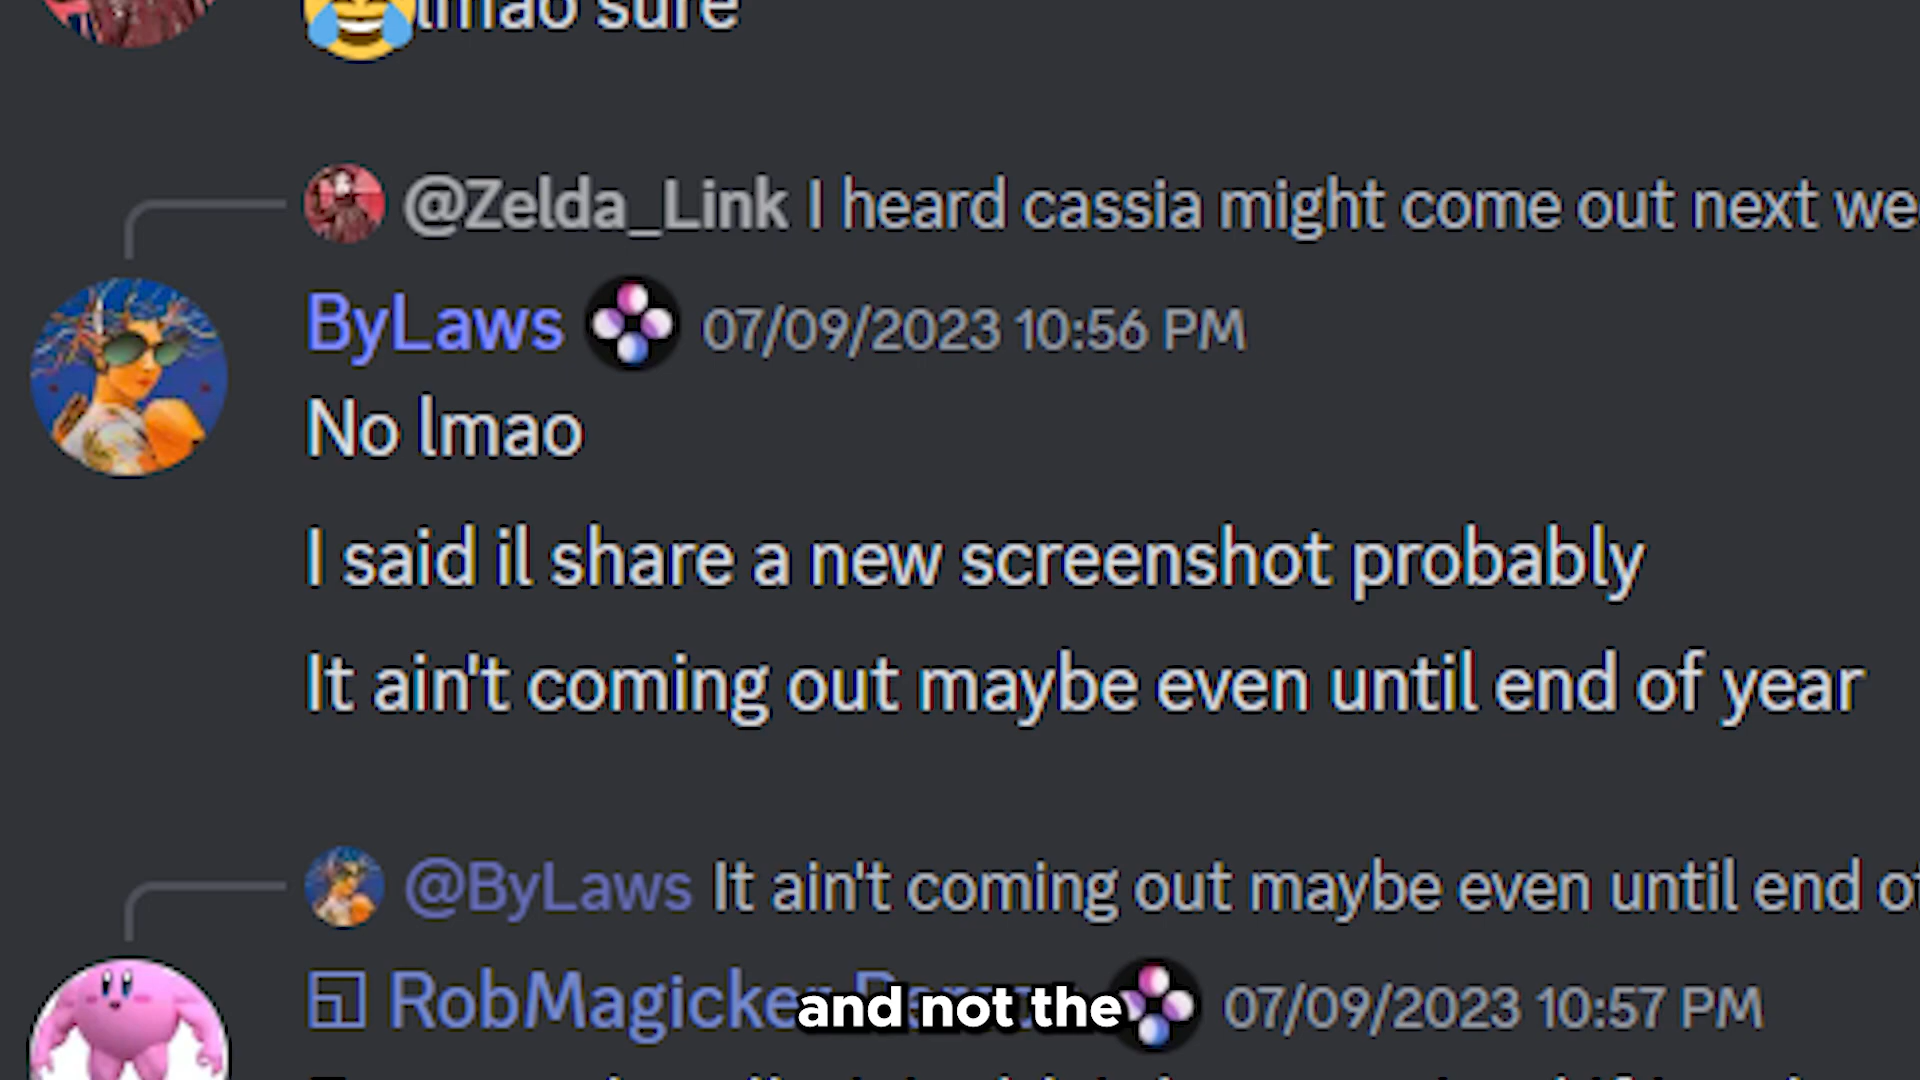 lmao sure
@Zelda_Link I heard cassia might come out next we
ByLaws 07/09/2023 10:56 PM
No lmao
I said il share a new screenshot probably
It ain't coming out maybe even until end of year
@ByLaws It ain't coming out maybe even until end of
RobMagicker 07/09/2023 10:57 PM
and not the